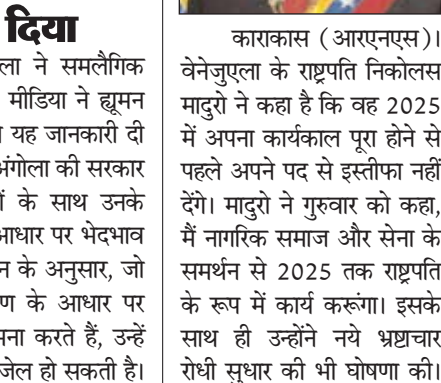 दिया
ला ने समलैगिक
मीडिया ने ह्यूमन
यह जानकारी दी
अंगोला की सरकार
के साथ उनके
आधार पर भेदभाव
न के अनुसार, जो
ण के आधार पर
मना करते हैं, उन्हें
जेल हो सकती है।
काराकास (आरएनएस)।
वेनेजुएला के राष्ट्रपति निकोलस
मादुरो ने कहा है कि वह 2025
में अपना कार्यकाल पूरा होने से
पहले अपने पद से इस्तीफा नहीं
देंगे। मादुरो ने गुरुवार को कहा,
मैं नागरिक समाज और सेना के
समर्थन से 2025 तक राष्ट्रपति
के रूप में कार्य करूंगा। इसके
साथ ही उन्होंने नये भ्रष्टाचार
रोधी सुधार की भी घोषणा की।